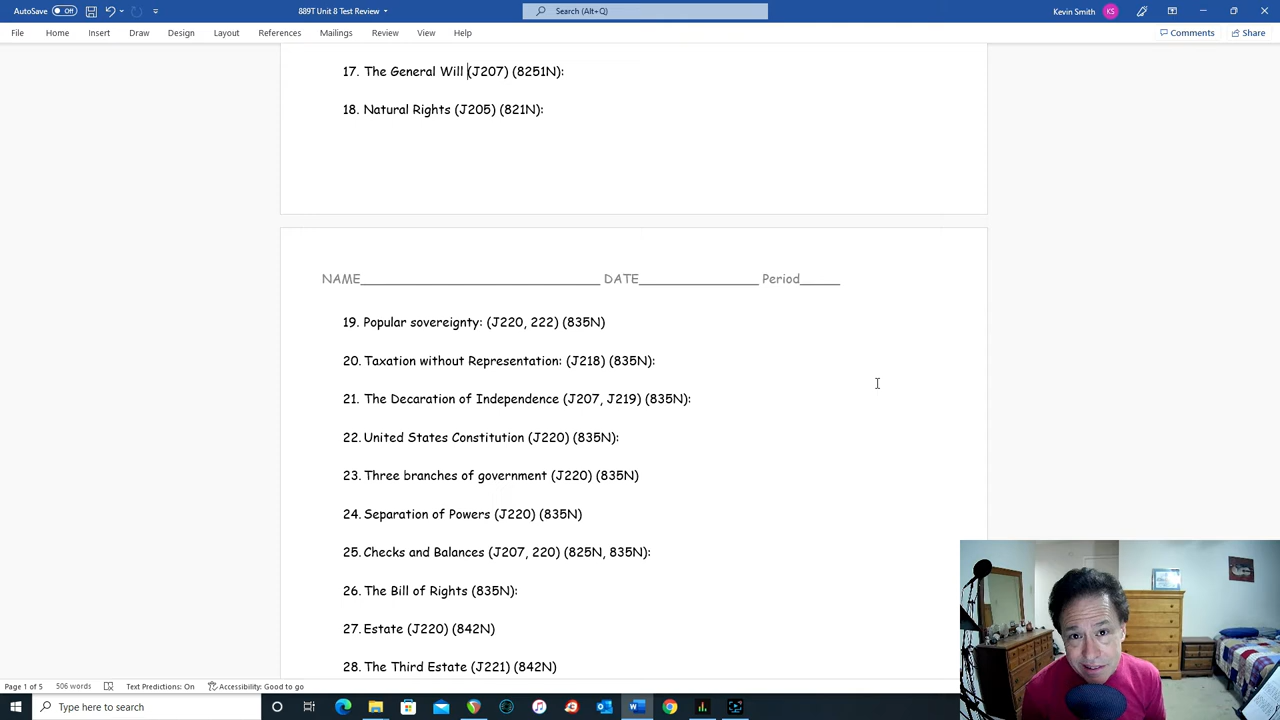 AutoSave Off 889T Unit 8 Test Review Search (Alt+Q) Kevin Smith KS
File Home Insert Draw Design Layout References Mailings Review View Help Comments Share
17. The General Will (J207) (8251N):
18. Natural Rights (J205) (821N):
NAME______________________________ DATE_______________ Period_____
19. Popular sovereignty: (J220, 222) (835N)
20. Taxation without Representation: (J218) (835N):
21. The Decaration of Independence (J207, J219) (835N):
22. United States Constitution (J220) (835N):
23. Three branches of government (J220) (835N)
24. Separation of Powers (J220) (835N)
25. Checks and Balances (J207, 220) (825N, 835N):
26. The Bill of Rights (835N):
27. Estate (J220) (842N)
28. The Third Estate (J221) (842N)
Page 1 of 5 506 words Text Predictions: On Accessibility: Good to go
Type here to search